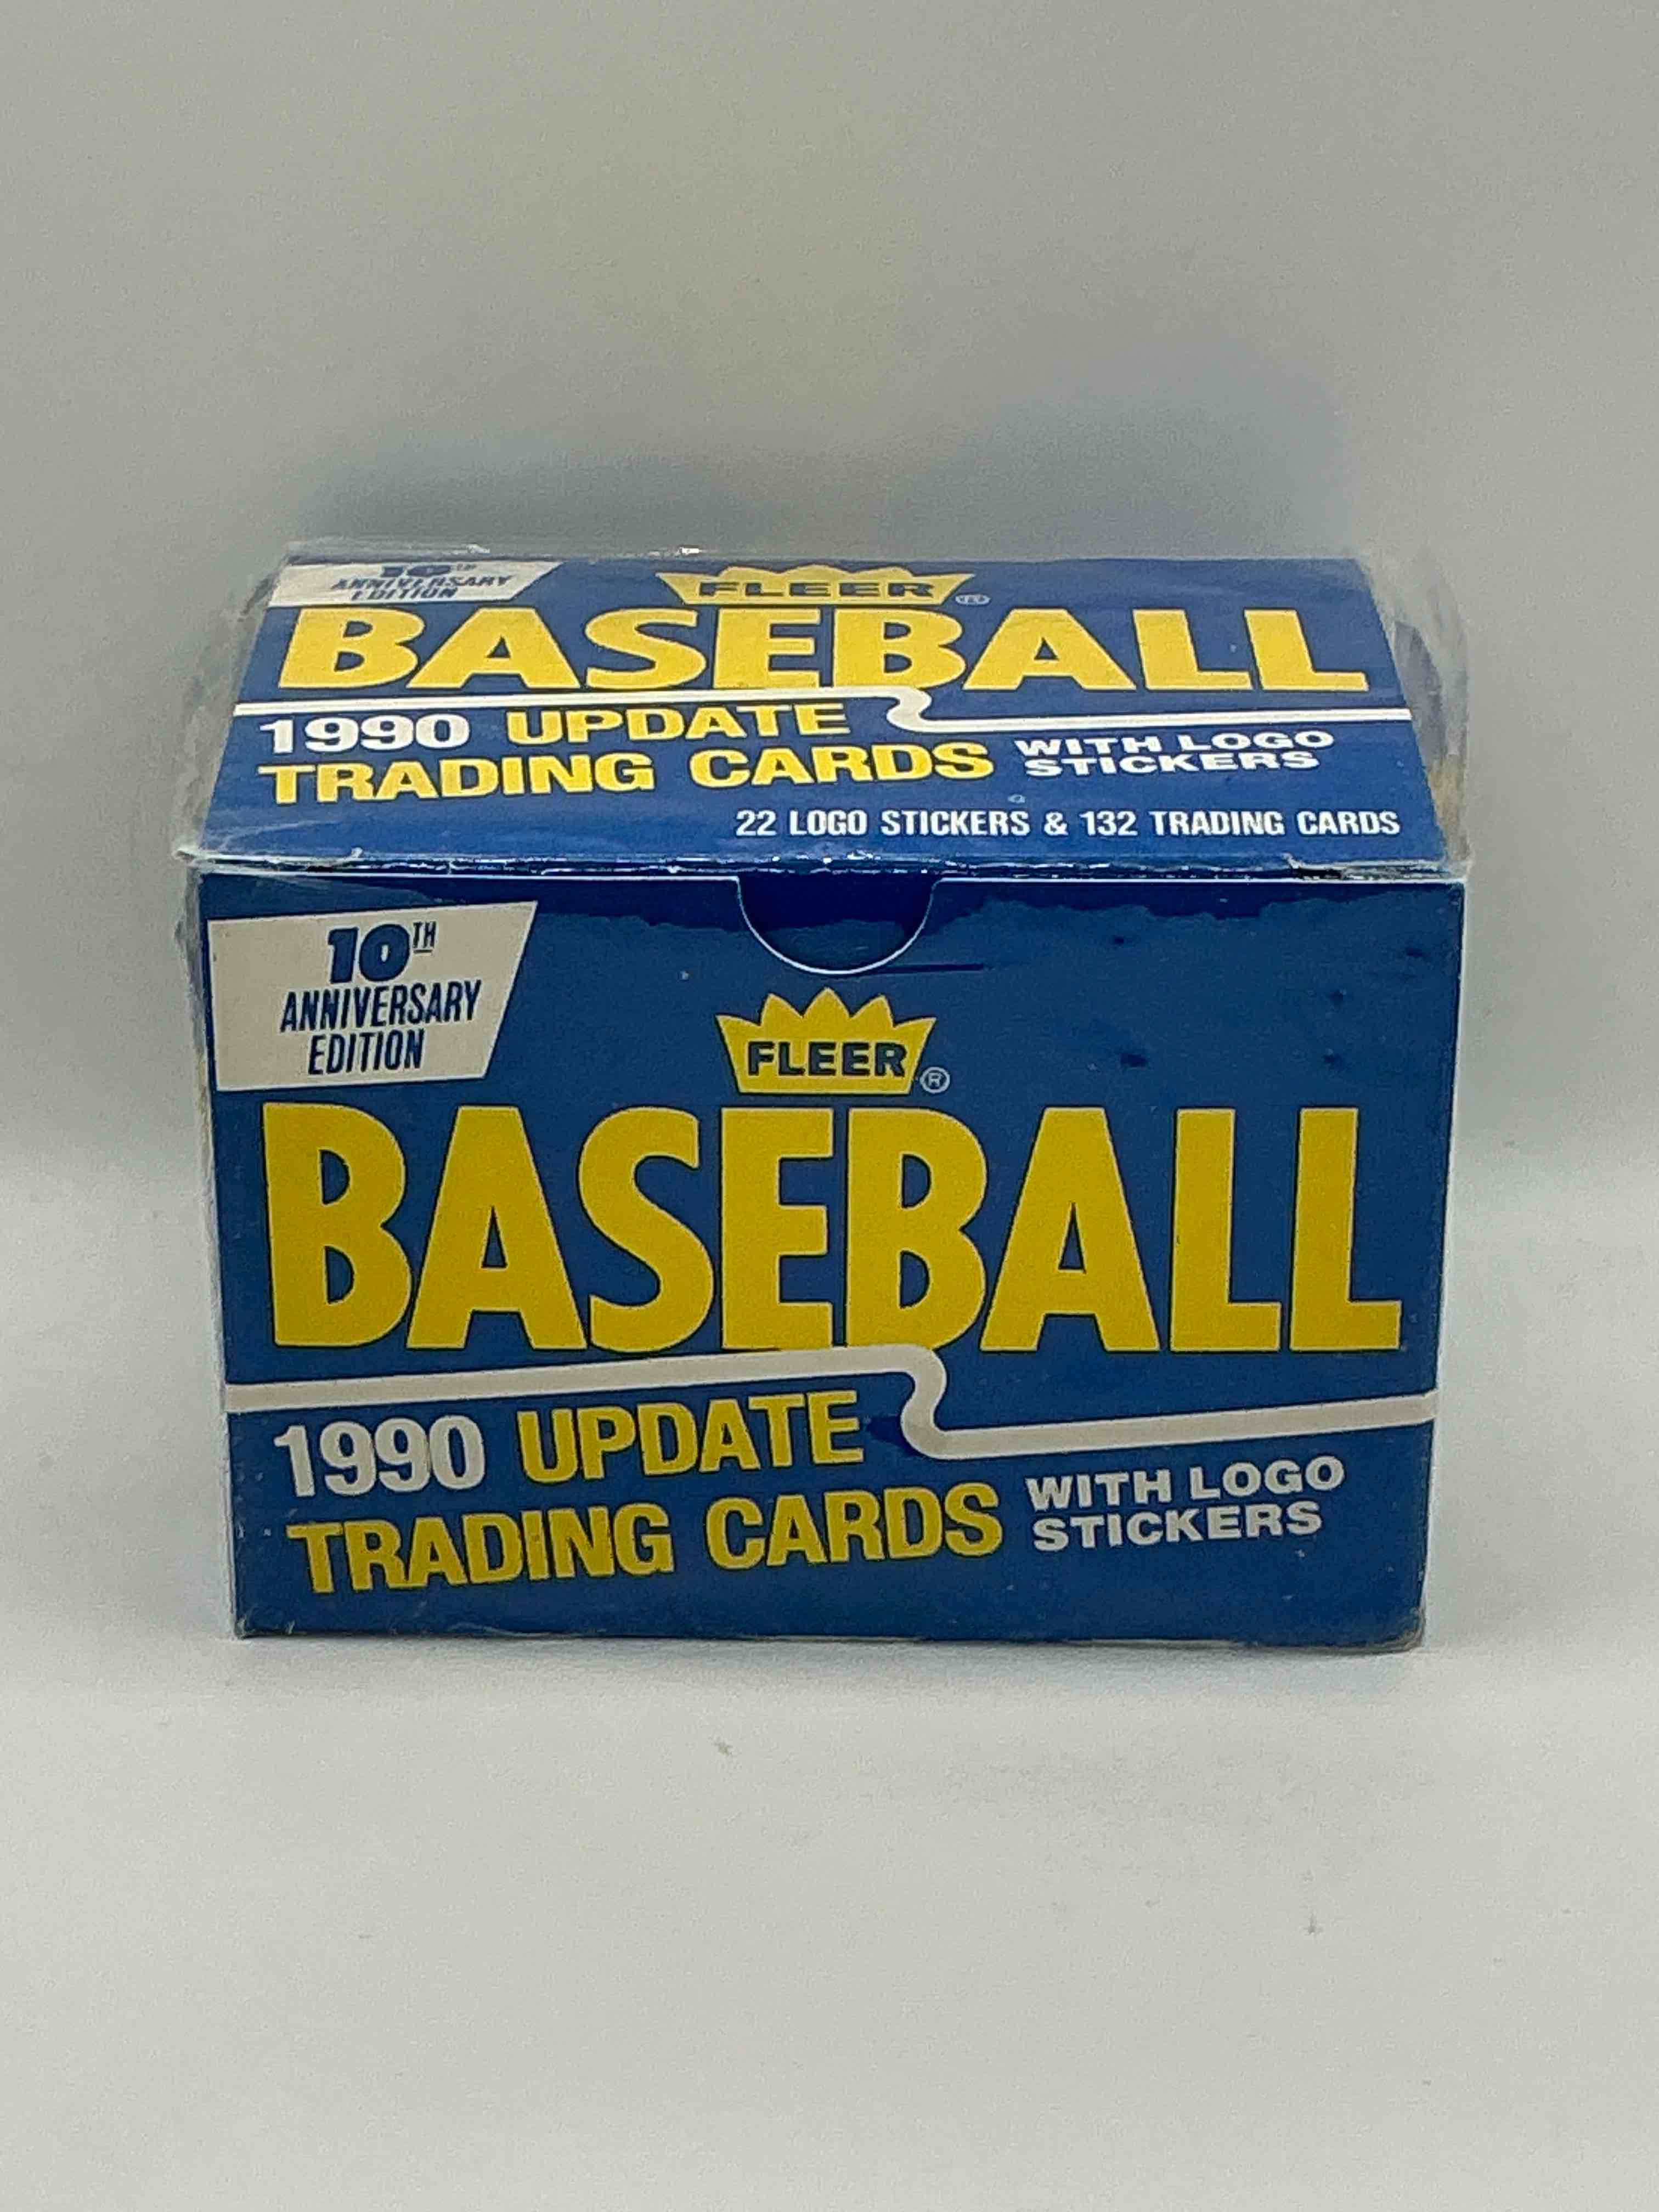 10TH
ANNIVERSARY
EDITION
FLEER ®
BASEBALL
1990 UPDATE
TRADING CARDS
WITH LOGO
STICKERS
22 LOGO STICKERS & 132 TRADING CARDS
10TH
ANNIVERSARY
EDITION
FLEER ®
BASEBALL
1990 UPDATE
TRADING CARDS
WITH LOGO
STICKERS